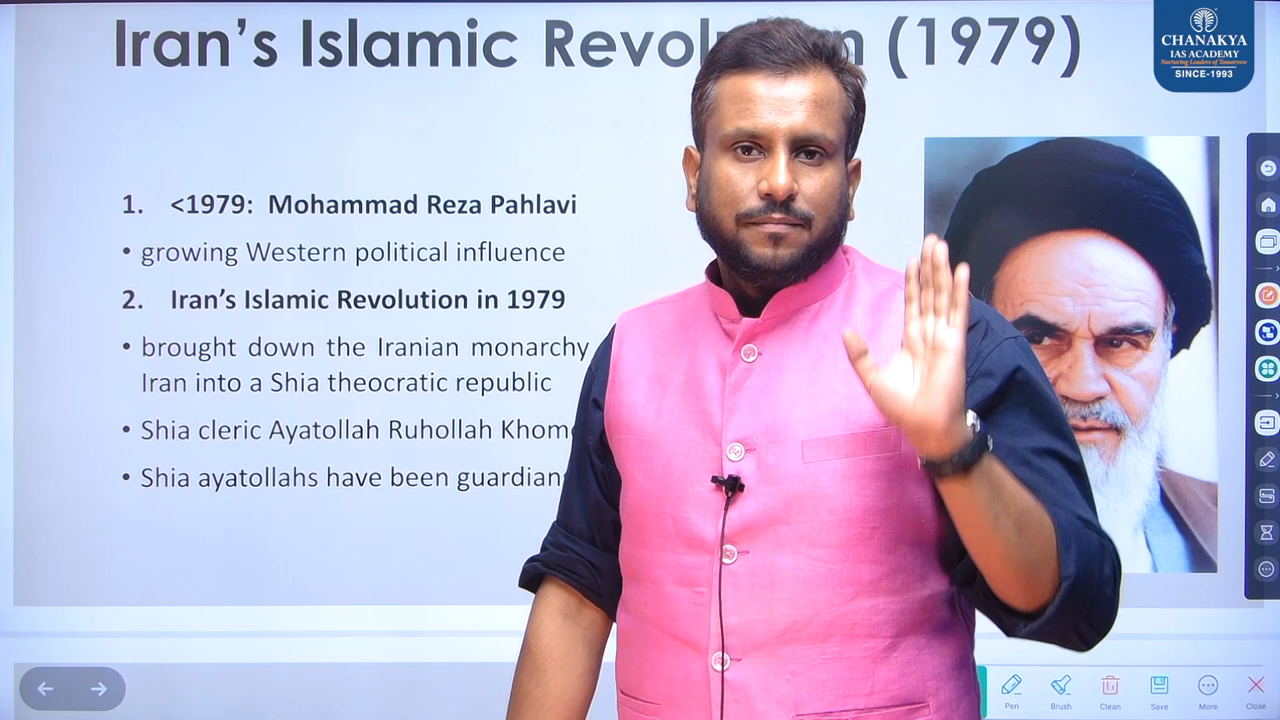 Iran's Islamic Revolution (1979)
CHANAKYA
IAS ACADEMY
Nurturing Leaders of Tomorrow
SINCE-1993
1. <1979: Mohammad Reza Pahlavi
• growing Western political influence
2. Iran's Islamic Revolution in 1979
• brought down the Iranian monarchy
Iran into a Shia theocratic republic
• Shia cleric Ayatollah Ruhollah Khom
• Shia ayatollahs have been guardian
Pen Brush Clean Save More Close